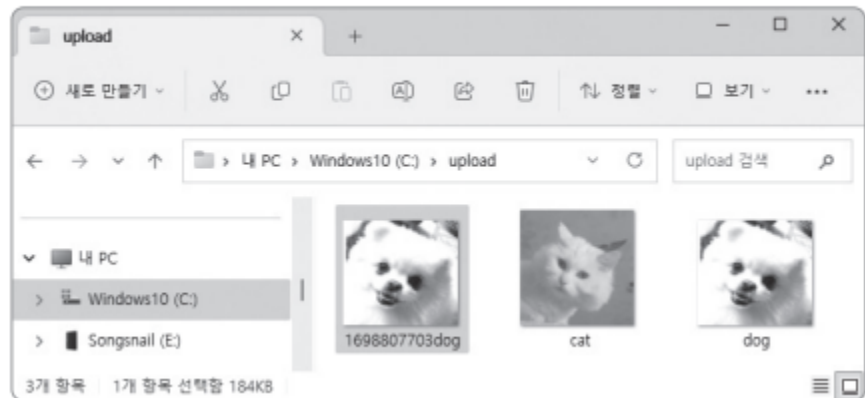 upload
새로 만들기
정렬
보기
내 PC > Windows10 (C:) > upload
upload 검색
내 PC
Windows10 (C:)
Songsnail (E:)
1698807703dog
cat
dog
3개 항목
1개 항목 선택함 184KB